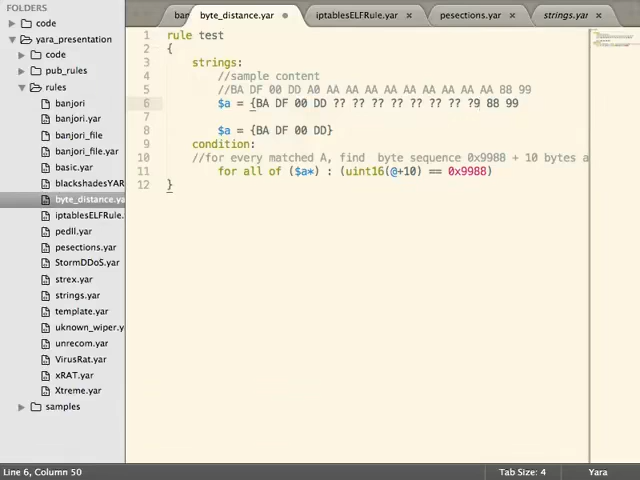 FOLDERS
code
yara_presentation
code
pub_rules
rules
banjori
banjori.yar
banjori_file
banjori_file.yar
basic.yar
blackshadesYAR
byte_distance.ya
iptablesELFRule.
pedll.yar
pesections.yar
StormDDoS.yar
strex.yar
strings.yar
template.yar
uknown_wiper.y
unrecom.yar
VirusRat.yar
xRAT.yar
Xtreme.yar
samples
ban
byte_distance.yar
iptablesELFRule.yar
pesections.yar
strings.yar
1 rule test
2 {
3 strings:
4 //sample content
5 //BA DF 00 DD A0 AA AA AA AA AA AA AA AA AA 88 99
6 $a = {BA DF 00 DD ?? ?? ?? ?? ?? ?? ?? ?9 88 99
7
8 $a = {BA DF 00 DD}
9 condition:
10 //for every matched A, find byte sequence 0x9988 + 10 bytes a
11 for all of ($a*) : (uint16(@+10) == 0x9988)
12 }
Line 6, Column 50
Tab Size: 4
Yara